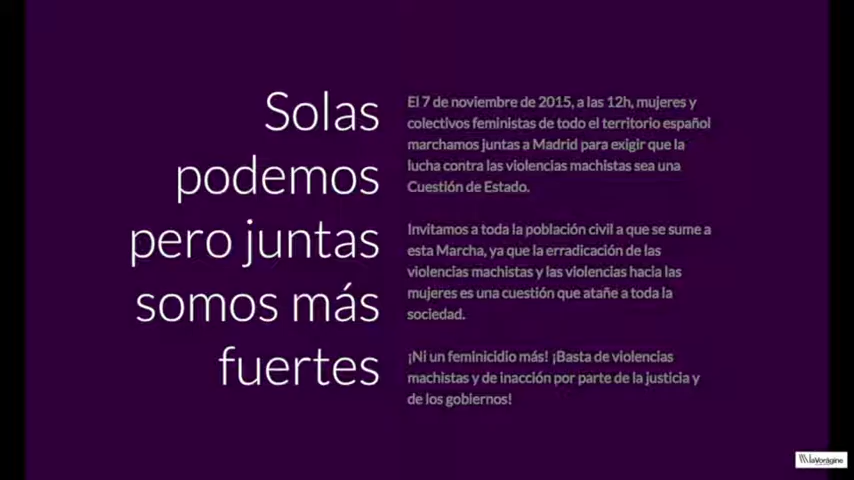 Solas
podemos
pero juntas
somos más
fuertes
El 7 de noviembre de 2015, a las 12h, mujeres y
colectivos feministas de todo el territorio español
marchamos juntas a Madrid para exigir que la
lucha contra las violencias machistas sea una
Cuestión de Estado.
Invitamos a toda la población civil a que se sume a
esta Marcha, ya que la erradicación de las
violencias machistas y las violencias hacia las
mujeres es una cuestión que atañe a toda la
sociedad.
¡Ni un feminicidio más! ¡Basta de violencias
machistas y de inacción por parte de la justicia y
de los gobiernos!
laVorágine